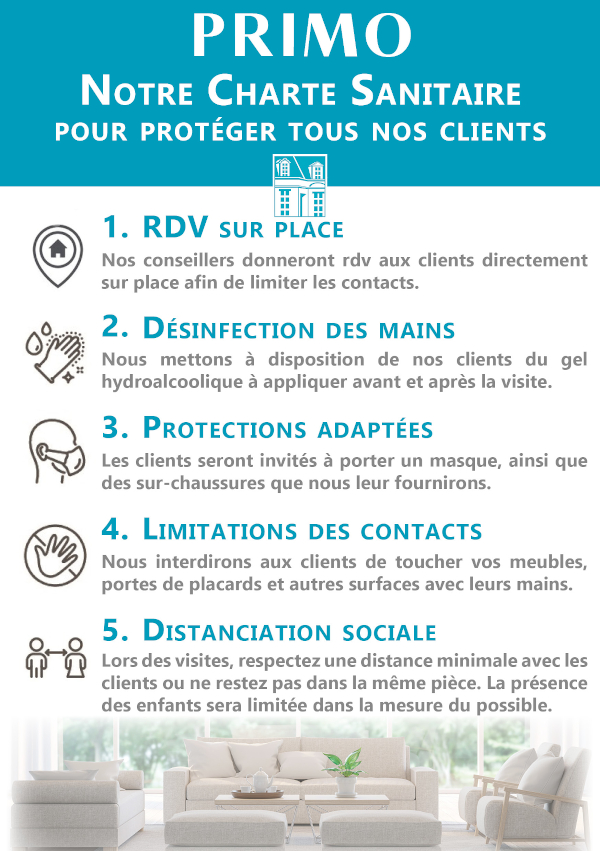 PRIMO
NOTRE CHARTE SANITAIRE
POUR PROTÉGER TOUS NOS CLIENTS
1. RDV SUR PLACE
Nos conseillers donneront rdv aux clients directement
sur place afin de limiter les contacts.
2. DÉSINFECTION DES MAINS
Nous mettons à disposition de nos clients du gel
hydroalcoolique à appliquer avant et après la visite.
3. PROTECTIONS ADAPTÉES
Les clients seront invités à porter un masque, ainsi que
des sur-chaussures que nous leur fournirons.
4. LIMITATIONS DES CONTACTS
Nous interdirons aux clients de toucher vos meubles,
portes de placards et autres surfaces avec leurs mains.
5. DISTANCIATION SOCIALE
Lors des visites, respectez une distance minimale avec les
clients ou ne restez pas dans la même pièce. La présence
des enfants sera limitée dans la mesure du possible.